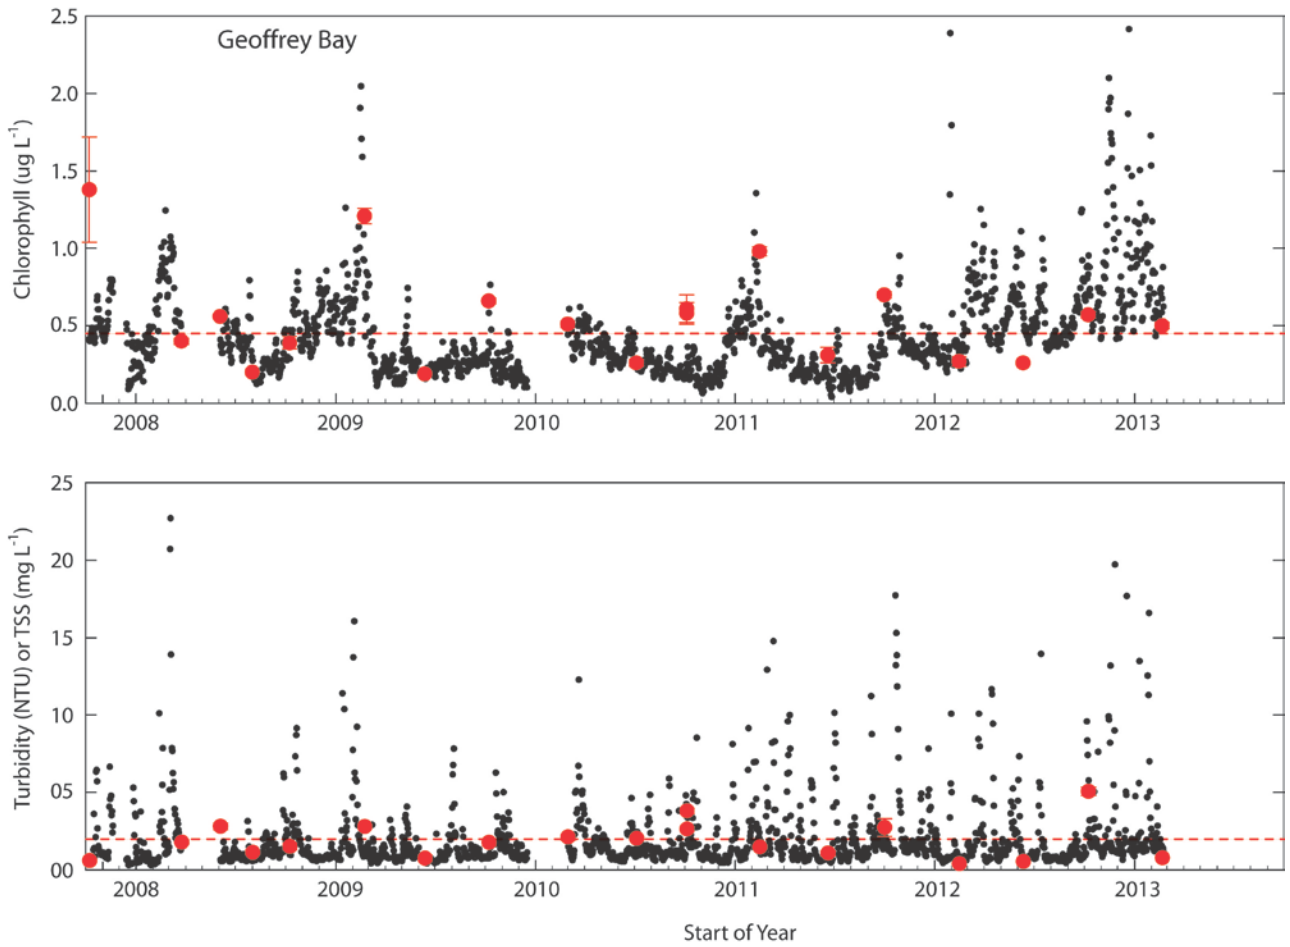 Geoffrey Bay
Chlorophyll (ug L⁻¹)
2.5
2.0
1.5
1.0
0.5
0.0
2008 2009 2010 2011 2012 2013
Turbidity (NTU) or TSS (mg L⁻¹)
25
20
15
10
05
00
2008 2009 2010 2011 2012 2013
Start of Year